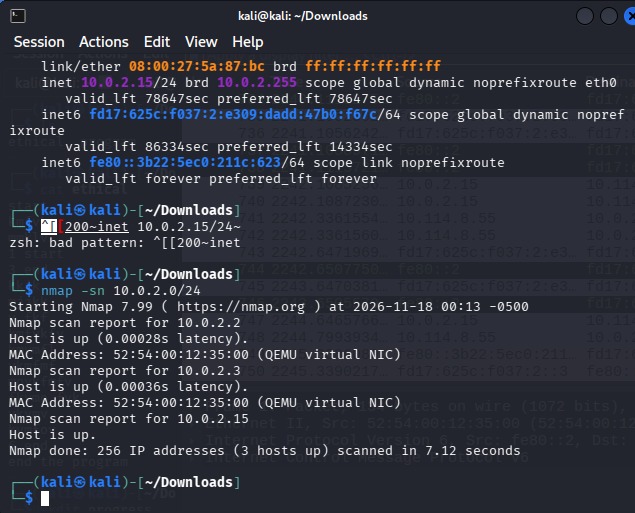 kali@kali: ~/Downloads
Session Actions Edit View Help
link/ether 08:00:27:5a:87:bc brd ff:ff:ff:ff:ff:ff
inet 10.0.2.15/24 brd 10.0.2.255 scope global dynamic noprefixroute eth0
valid_lft 78647sec preferred_lft 78647sec
inet6 fd17:625c:f037:2:e309:dadd:47b0:f67c/64 scope global dynamic nopref
ixroute
valid_lft 86334sec preferred_lft 14334sec
inet6 fe80::3b22:5ec0:211c:623/64 scope link noprefixroute
valid_lft forever preferred_lft forever
┌──(kali㉿kali)-[~/Downloads]
└─$ ^[[200~inet 10.0.2.15/24~
zsh: bad pattern: ^[[200~inet
┌──(kali㉿kali)-[~/Downloads]
└─$ nmap -sn 10.0.2.0/24
Starting Nmap 7.99 ( https://nmap.org ) at 2026-11-18 00:13 -0500
Nmap scan report for 10.0.2.2
Host is up (0.00028s latency).
MAC Address: 52:54:00:12:35:00 (QEMU virtual NIC)
Nmap scan report for 10.0.2.3
Host is up (0.00036s latency).
MAC Address: 52:54:00:12:35:00 (QEMU virtual NIC)
Nmap scan report for 10.0.2.15
Host is up.
Nmap done: 256 IP addresses (3 hosts up) scanned in 7.12 seconds
┌──(kali㉿kali)-[~/Downloads]
└─$